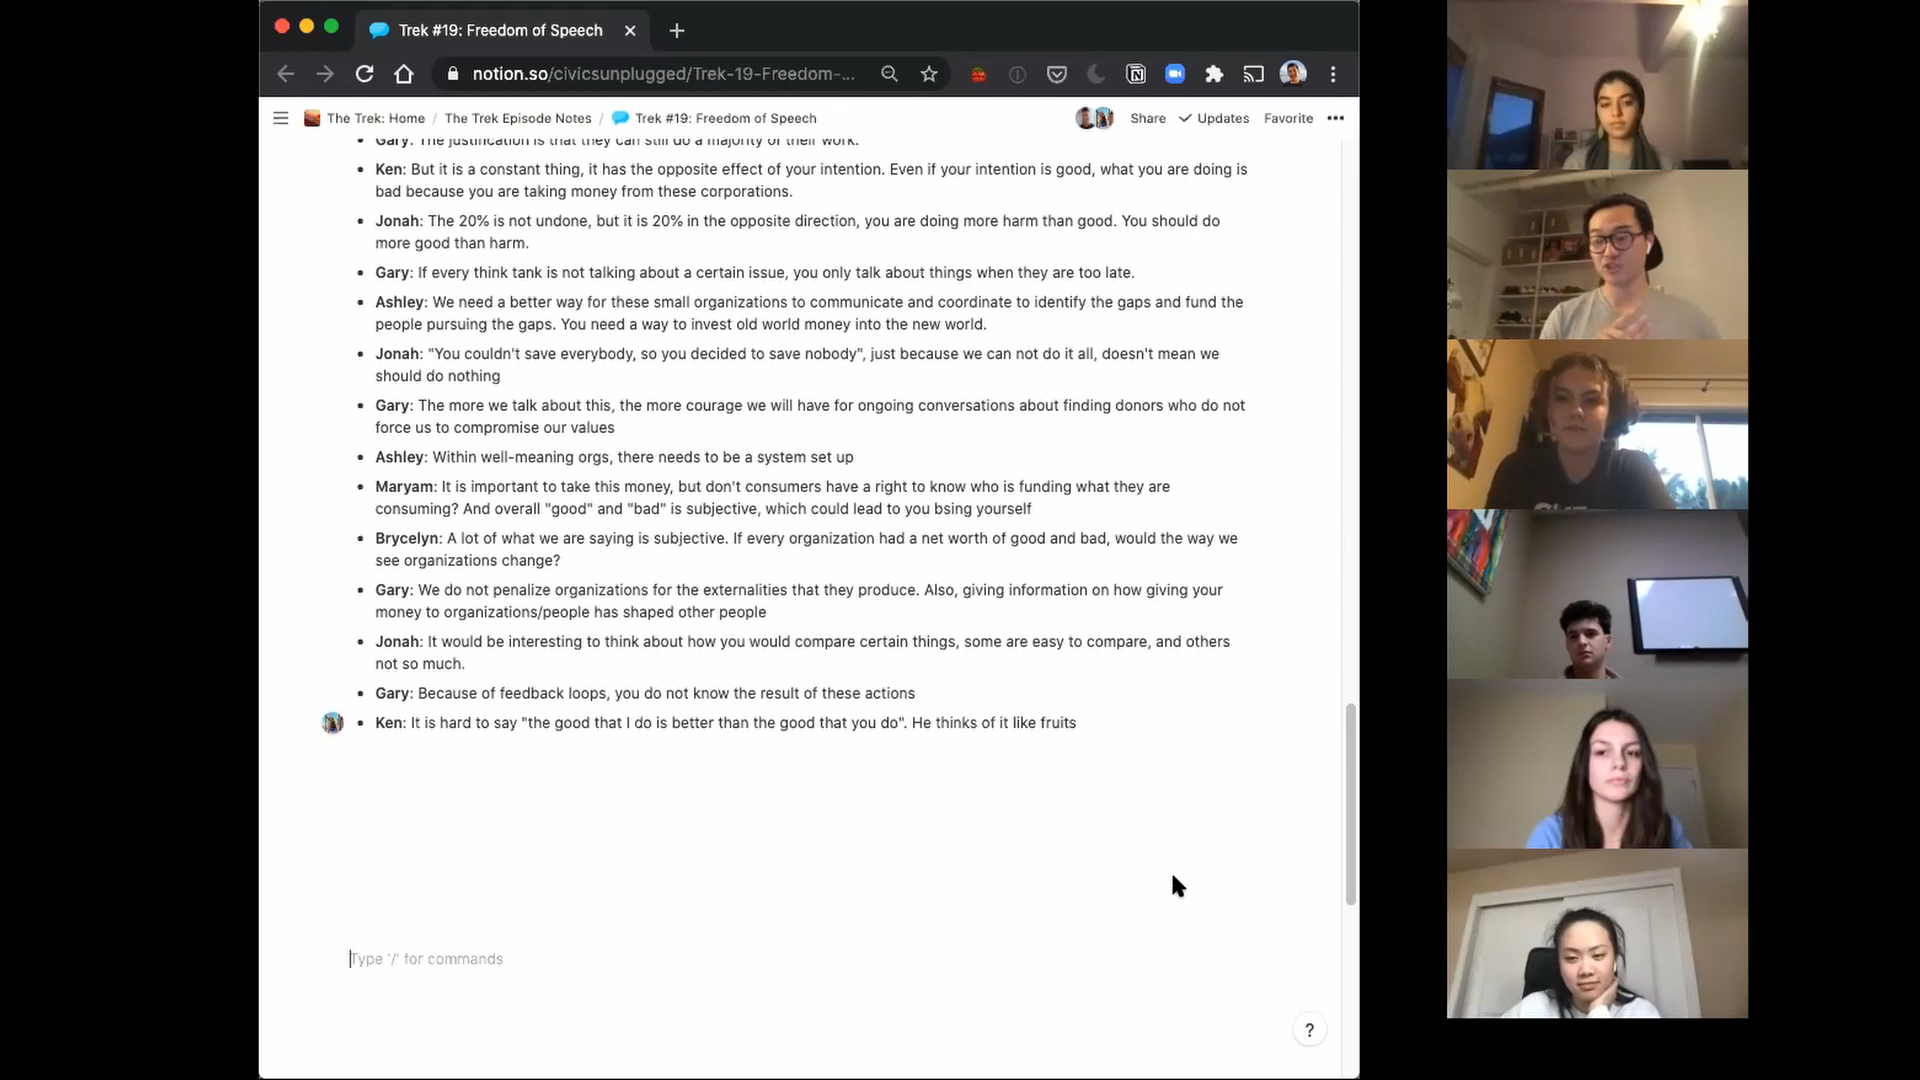 Trek #19: Freedom of Speech
notion.so/civicsunplugged/Trek-19-Freedom-...
The Trek: Home / The Trek Episode Notes / Trek #19: Freedom of Speech
Share Updates Favorite
Gary: The justification is that they can still do a majority of their work.
Ken: But it is a constant thing, it has the opposite effect of your intention. Even if your intention is good, what you are doing is
bad because you are taking money from these corporations.
Jonah: The 20% is not undone, but it is 20% in the opposite direction, you are doing more harm than good. You should do
more good than harm.
Gary: If every think tank is not talking about a certain issue, you only talk about things when they are too late.
Ashley: We need a better way for these small organizations to communicate and coordinate to identify the gaps and fund the
people pursuing the gaps. You need a way to invest old world money into the new world.
Jonah: "You couldn't save everybody, so you decided to save nobody", just because we can not do it all, doesn't mean we
should do nothing
Gary: The more we talk about this, the more courage we will have for ongoing conversations about finding donors who do not
force us to compromise our values
Ashley: Within well-meaning orgs, there needs to be a system set up
Maryam: It is important to take this money, but don't consumers have a right to know who is funding what they are
consuming? And overall "good" and "bad" is subjective, which could lead to you bsing yourself
Brycelyn: A lot of what we are saying is subjective. If every organization had a net worth of good and bad, would the way we
see organizations change?
Gary: We do not penalize organizations for the externalities that they produce. Also, giving information on how giving your
money to organizations/people has shaped other people
Jonah: It would be interesting to think about how you would compare certain things, some are easy to compare, and others
not so much.
Gary: Because of feedback loops, you do not know the result of these actions
Ken: It is hard to say "the good that I do is better than the good that you do". He thinks of it like fruits
Type '/' for commands
?